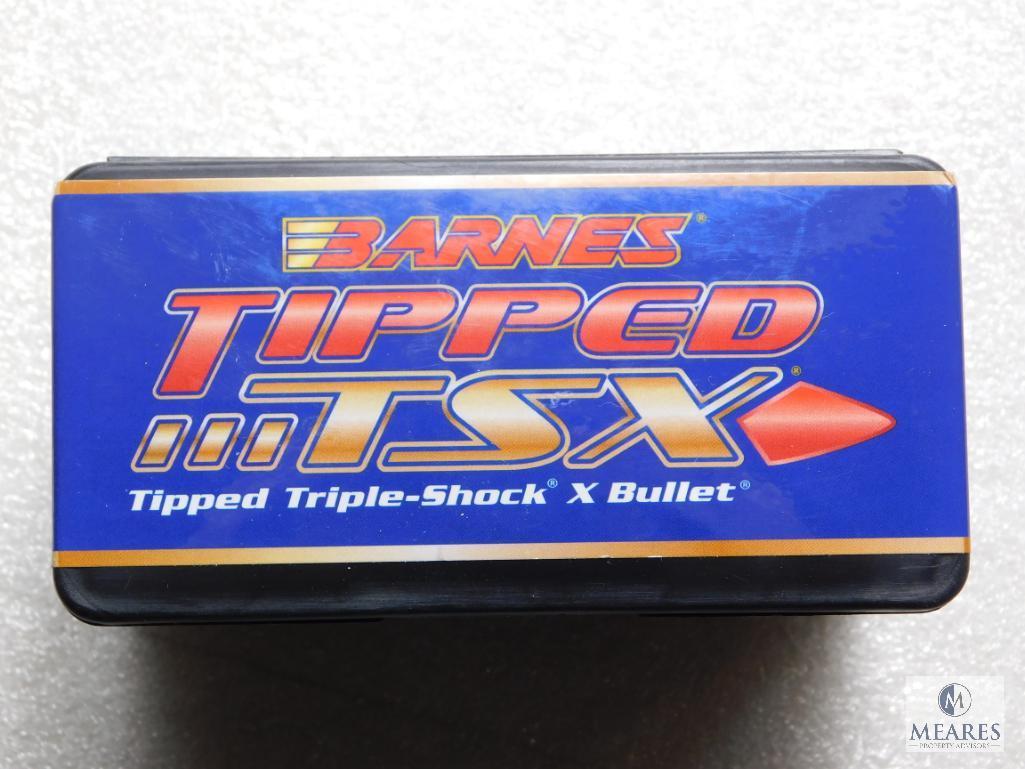 BARNES®
TIPPED
TSX®
Tipped Triple-Shock® X Bullet®
M
MEARES
PROPERTY ADVISORS